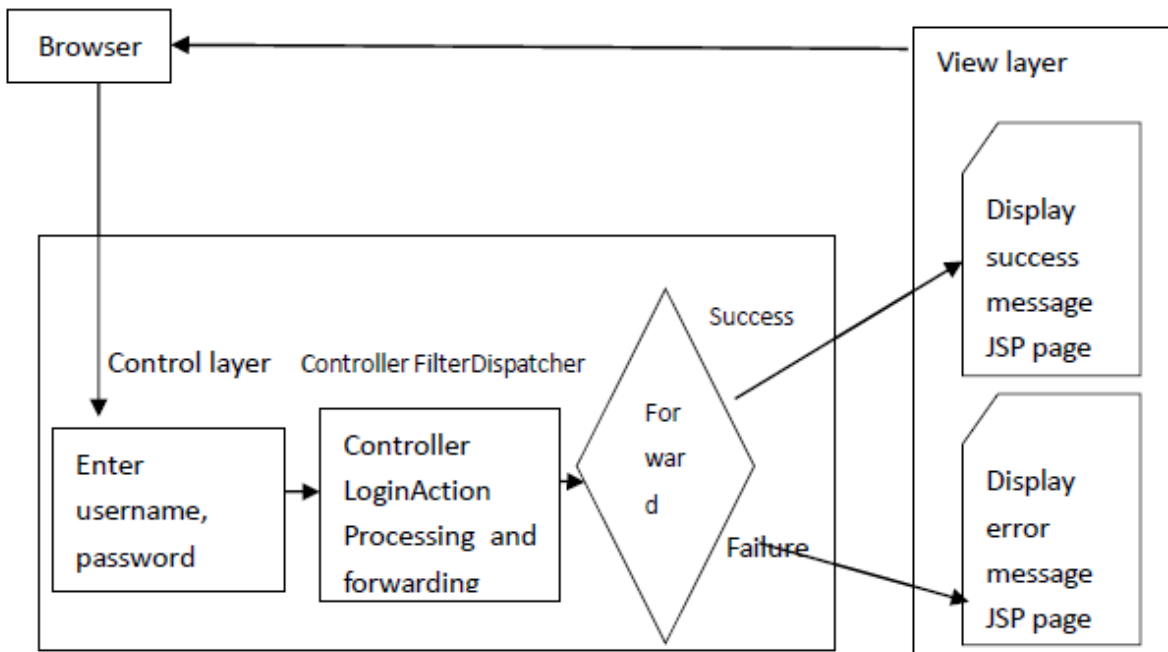 Browser
View layer
Display
success
message
JSP page
Success
Control layer
Controller FilterDispatcher
Enter
username,
password
Controller
LoginAction
Processing and
forwarding
For
war
d
Failure
Display
error
message
JSP page